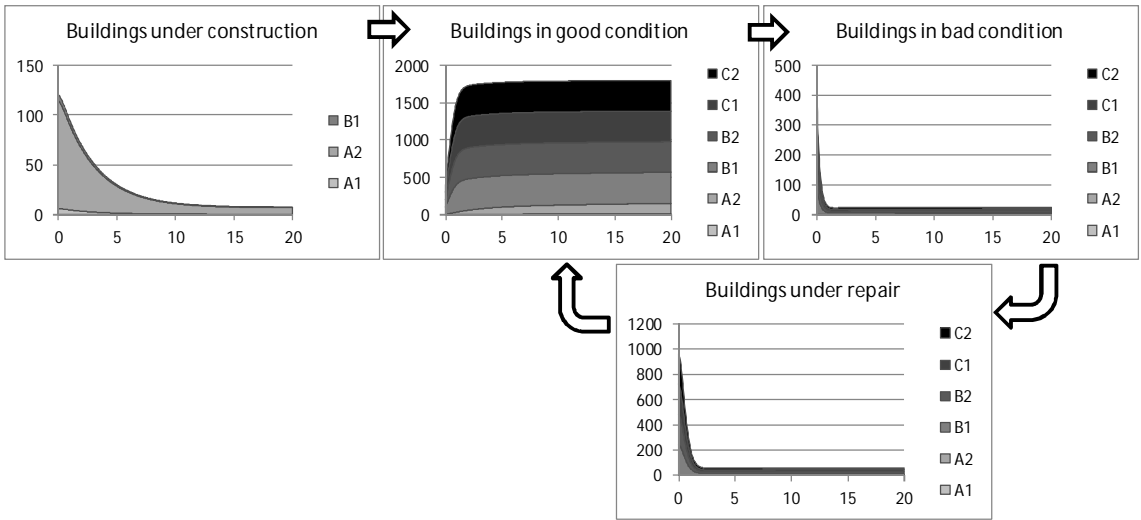 Buildings under construction
150
100
50
0
0 5 10 15 20
B1
A2
A1
Buildings in good condition
2000
1500
1000
500
0
0 5 10 15 20
C2
C1
B2
B1
A2
A1
Buildings in bad condition
500
400
300
200
100
0
0 5 10 15 20
C2
C1
B2
B1
A2
A1
Buildings under repair
1200
1000
800
600
400
200
0
0 5 10 15 20
C2
C1
B2
B1
A2
A1